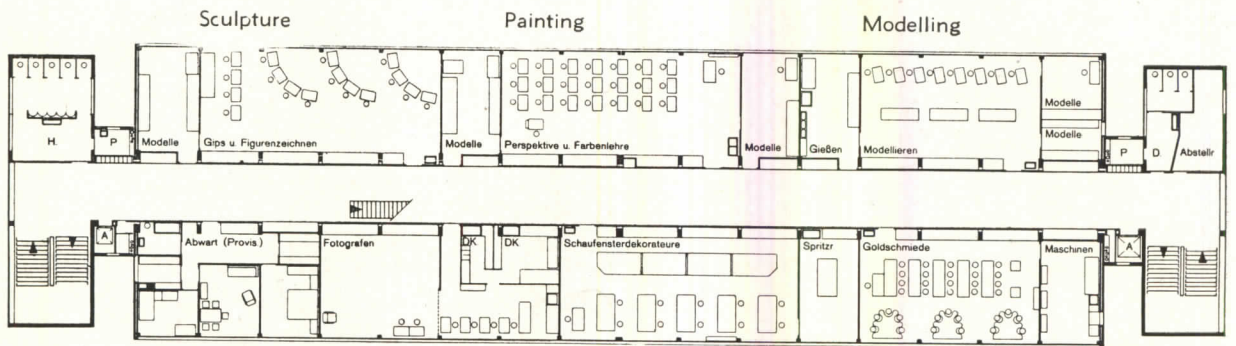 Sculpture
Painting
Modelling
H.
P
Modelle
Gips u. Figurenzeichnen
Modelle
Perspektive u. Farbenlehre
Modelle
Gießen
Modellieren
Modelle
Modelle
P
D.
Abstellr
A
Abwart (Provis.)
Fotografen
DK
DK
Schaufensterdekorateure
Spritzr
Goldschmiede
Maschinen
A